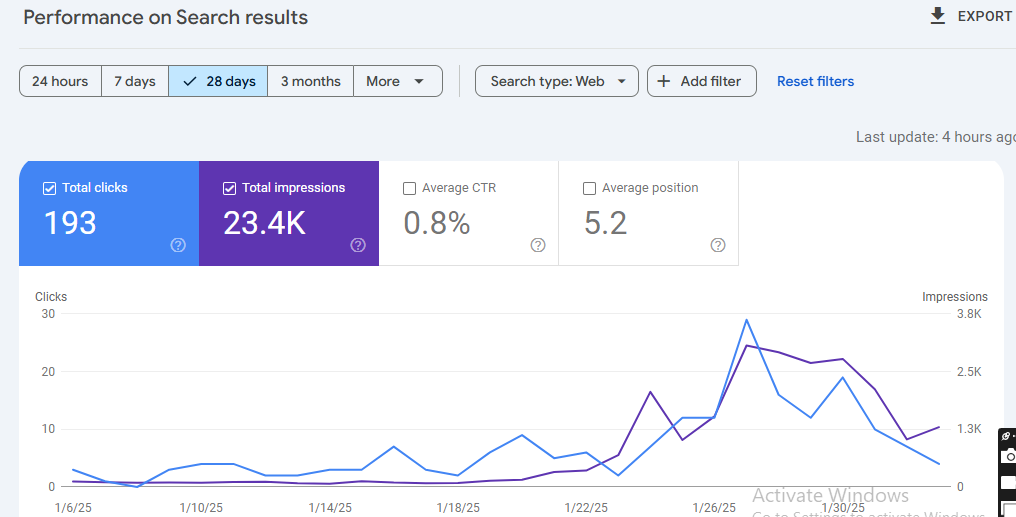 Performance on Search results
EXPORT
24 hours 7 days 28 days 3 months More Search type: Web Add filter Reset filters
Last update: 4 hours ago
Total clicks Total impressions Average CTR Average position
193 23.4K 0.8% 5.2
Clicks Impressions
30 3.8K
20 2.5K
10 1.3K
0 0
1/6/25 1/10/25 1/14/25 1/18/25 1/22/25 1/26/25 1/30/25
Activate Windows
Go to Settings to activate Windows